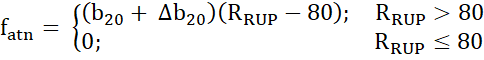 f_atn = { (b_20 + Δb_20)(R_RUP − 80); R_RUP > 80
0; R_RUP ≤ 80